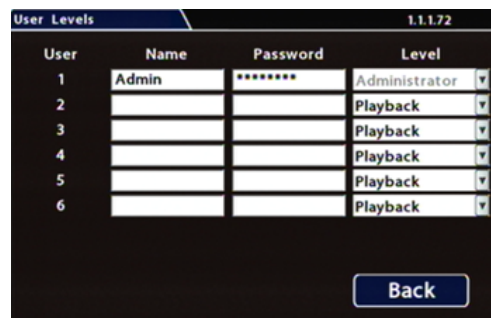 User Levels 1.1.1.72
User Name Password Level
1 Admin ******** Administrator
2 Playback
3 Playback
4 Playback
5 Playback
6 Playback
Back